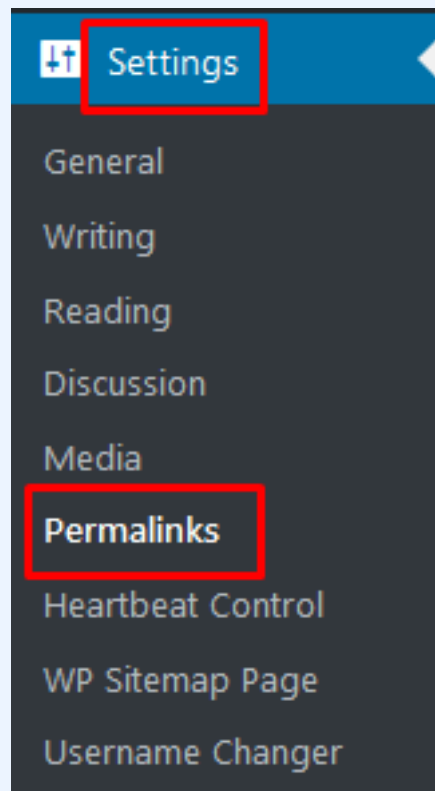 Settings
General
Writing
Reading
Discussion
Media
Permalinks
Heartbeat Control
WP Sitemap Page
Username Changer